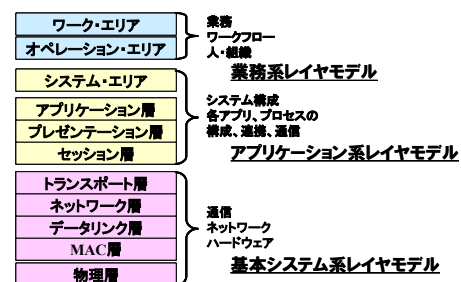 ワーク・エリア
オペレーション・エリア
業務
ワークフロー
人・組織
業務系レイヤモデル
システム・エリア
アプリケーション層
プレゼンテーション層
セッション層
システム構成
各アプリ、プロセスの
構成、連携、通信
アプリケーション系レイヤモデル
トランスポート層
ネットワーク層
データリンク層
MAC層
物理層
通信
ネットワーク
ハードウェア
基本システム系レイヤモデル